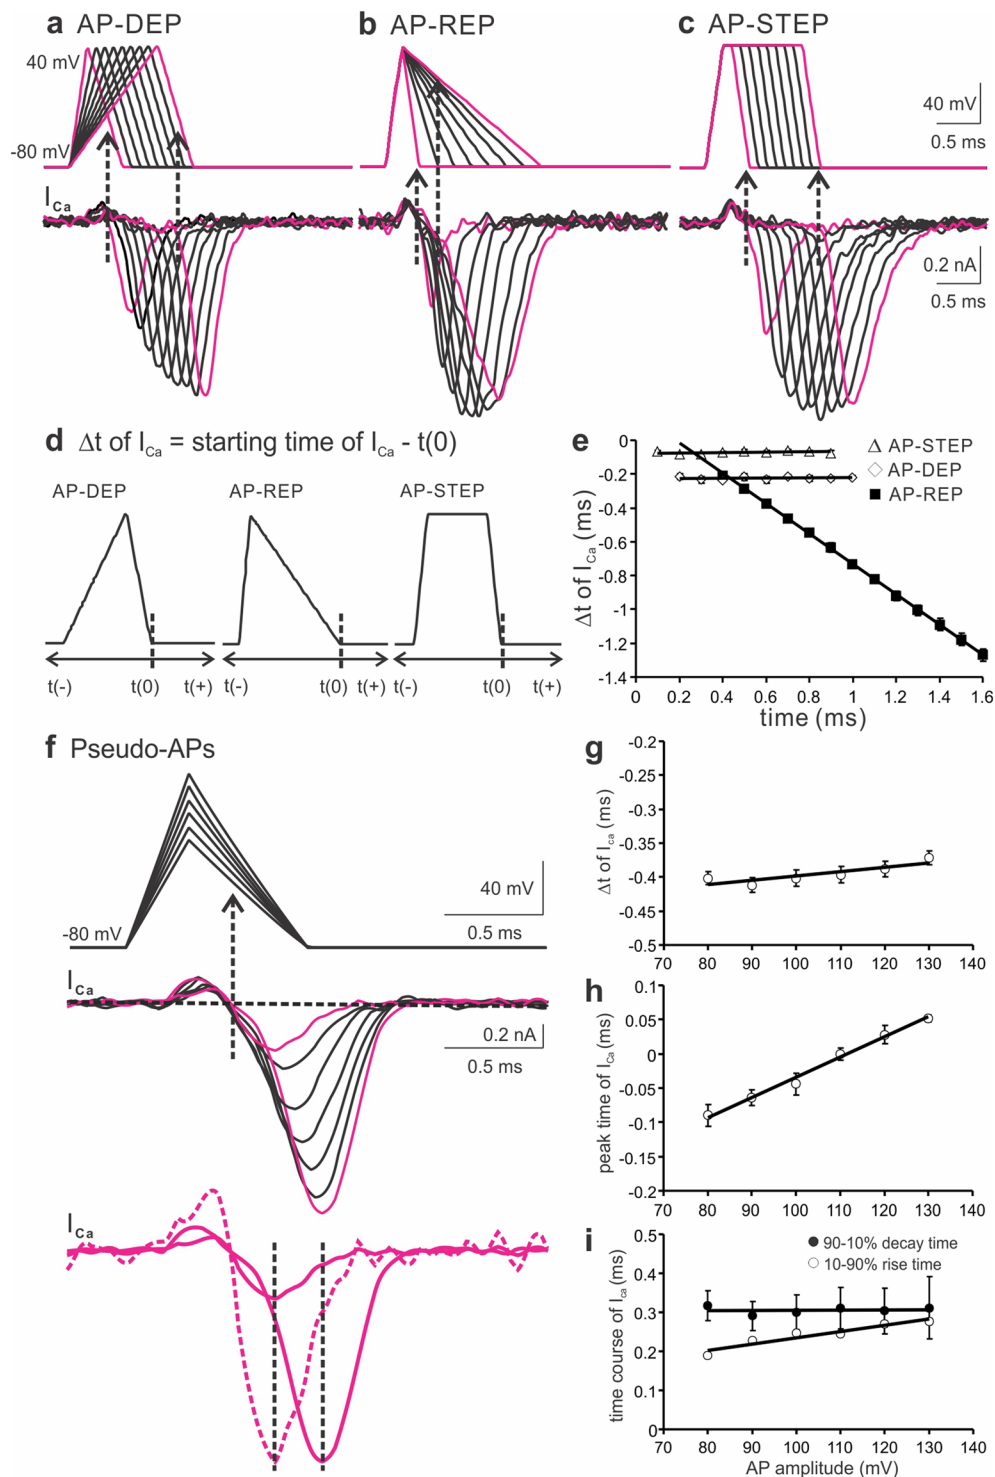 a AP-DEP
b AP-REP
c AP-STEP
40 mV
-80 mV
40 mV
0.5 ms
I Ca
0.2 nA
0.5 ms
d Δt of I Ca = starting time of I Ca - t(0)
AP-DEP
AP-REP
AP-STEP
t(-) t(0) t(+)
t(-) t(0) t(+)
t(-) t(0) t(+)
e
△ AP-STEP
◇ AP-DEP
■ AP-REP
Δt of I Ca (ms)
0
-0.2
-0.4
-0.6
-0.8
-1
-1.2
-1.4
0 0.2 0.4 0.6 0.8 1 1.2 1.4 1.6
time (ms)
f Pseudo-APs
-80 mV
40 mV
0.5 ms
I Ca
0.2 nA
0.5 ms
I Ca
g
Δt of I ca (ms)
-0.2
-0.25
-0.3
-0.35
-0.4
-0.45
-0.5
70 80 90 100 110 120 130 140
h
peak time of I Ca (ms)
0.1
0.05
0
-0.05
-0.1
-0.15
-0.2
70 80 90 100 110 120 130 140
i
● 90-10% decay time
○ 10-90% rise time
time course of I ca (ms)
0.5
0.4
0.3
0.2
0.1
0
70 80 90 100 110 120 130 140
AP amplitude (mV)